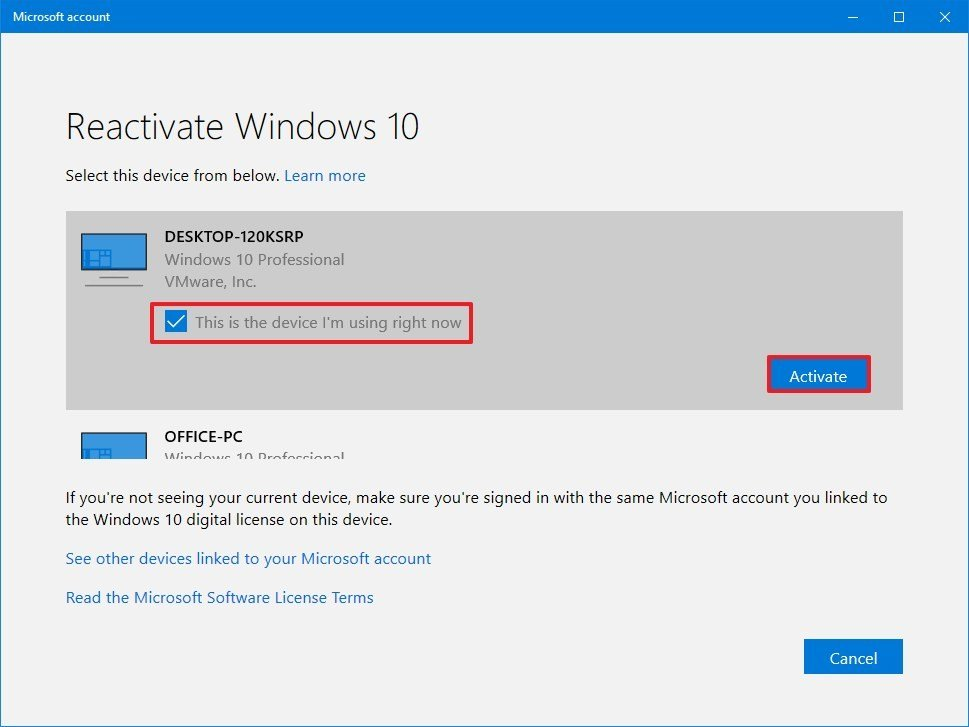 Microsoft account
Reactivate Windows 10
Select this device from below. Learn more
DESKTOP-120KSRP
Windows 10 Professional
VMware, Inc.
This is the device I'm using right now
Activate
OFFICE-PC
Windows 10 Professional
If you're not seeing your current device, make sure you're signed in with the same Microsoft account you linked to
the Windows 10 digital license on this device.
See other devices linked to your Microsoft account
Read the Microsoft Software License Terms
Cancel